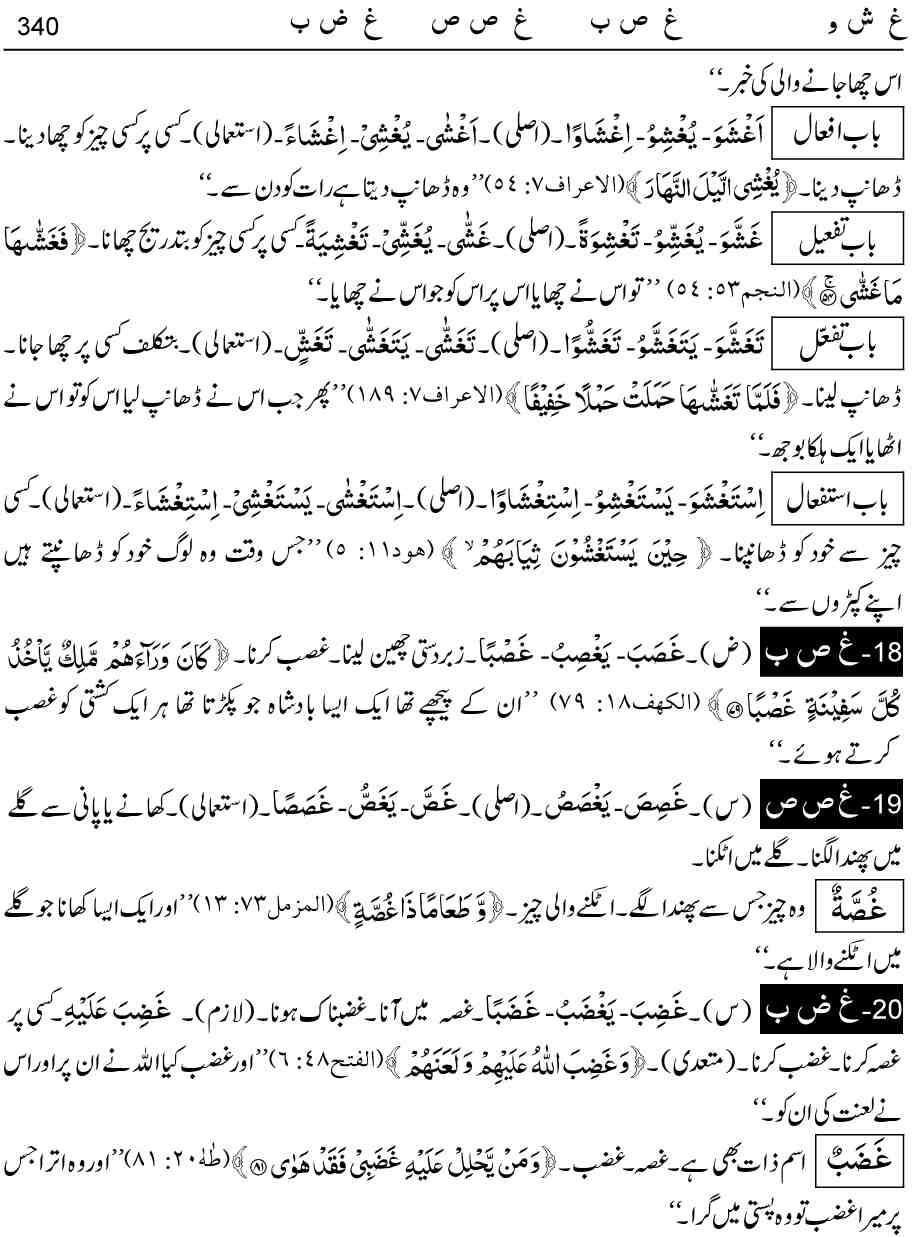 غ ش و غ ص ب غ ص ص غ ض ب 340
اس چھا جانے والی کی خبر۔‘‘
باب افعال اَغْشَوَ۔ یُغْشِوُ۔ اِغْشَاوًا۔ (اصلی)۔ اَغْشٰی۔ یُغْشِیْ۔ اِغْشَاءً۔ (استعمالی)۔ کسی پر کسی چیز کو چھا دینا۔
ڈھانپ دینا۔ ﴿یُغْشِی الَّیْلَ النَّھَارَ﴾ (الاعراف۷: ٥٤) ’’وہ ڈھانپ دیتا ہے رات کو دن سے۔‘‘
باب تفعیل غَشَّوَ۔ یُغَشِّوُ۔ تَغْشِوَۃً۔ (اصلی)۔ غَشّٰی۔ یُغَشِّیْ۔ تَغْشِیَۃً۔ کسی پر کسی چیز کو بتدریج چھانا۔ ﴿فَغَشّٰھَا
مَا غَشّٰی ۚ﴿۵۴﴾﴾ (النجم٥٣: ٥٤) ’’تو اس نے چھایا اس پر اس کو جو اس نے چھایا۔‘‘
باب تفعّل تَغَشَّوَ۔ یَتَغَشَّوُ۔ تَغَشُّوًا۔ (اصلی)۔ تَغَشّٰی۔ یَتَغَشّٰی۔ تَغَشٍّ۔ (استعمالی)۔ بتکلف کسی پر چھا جانا۔
ڈھانپ لینا۔ ﴿فَلَمَّا تَغَشّٰھَا حَمَلَتْ حَمْلًا خَفِیْفًا﴾ (الاعراف۷: ۱۸۹) ’’پھر جب اس نے ڈھانپ لیا اس کو تو اس نے
اٹھایا ایک ہلکا بوجھ۔‘‘
باب استفعال اِسْتَغْشَوَ۔ یَسْتَغْشِوُ۔ اِسْتِغْشَاوًا۔ (اصلی)۔ اِسْتَغْشٰی۔ یَسْتَغْشِیْ۔ اِسْتِغْشَاءً۔ (استعمالی)۔ کسی
چیز سے خود کو ڈھانپنا۔ ﴿حِیْنَ یَسْتَغْشُوْنَ ثِیَابَھُمْ ۙ﴾ (ھود۱۱: ٥) ’’جس وقت وہ لوگ خود کو ڈھانپتے ہیں
اپنے کپڑوں سے۔‘‘
18-غ ص ب (ض)۔ غَصَبَ۔ یَغْصِبُ۔ غَصْبًا۔ زبردستی چھین لینا۔ غصب کرنا۔ ﴿کَانَ وَرَآءَھُمْ مَّلِكٌ یَّاْخُذُ
کُلَّ سَفِیْنَۃٍ غَصْبًا﴿۷۹﴾﴾ (الکھف۱۸: ۷۹) ’’ان کے پیچھے تھا ایک ایسا بادشاہ جو پکڑتا تھا ہر ایک کشتی کو غصب
کرتے ہوئے۔‘‘
19-غ ص ص (س)۔ غَصِصَ۔ یَغْصَصُ۔ (اصلی)۔ غَصَّ۔ یَغَصُّ۔ غَصَصًا۔ (استعمالی)۔ کھانے یا پانی سے گلے
میں پھندا لگنا۔ گلے میں اٹکنا۔
غُصَّۃٌ وہ چیز جس سے پھندا لگے۔ اٹکنے والی چیز۔ ﴿وَّ طَعَامًا ذَا غُصَّۃٍ﴾ (المزمل۷۳: ۱۳) ’’اور ایک ایسا کھانا جو گلے
میں اٹکنے والا ہے۔‘‘
20-غ ض ب (س)۔ غَضِبَ۔ یَغْضَبُ۔ غَضَبًا۔ غصہ میں آنا۔ غضبناک ہونا۔ (لازم)۔ غَضِبَ عَلَیْہِ۔ کسی پر
غصہ کرنا۔ غضب کرنا۔ (متعدی)۔ ﴿وَغَضِبَ اللّٰہُ عَلَیْھِمْ وَ لَعَنَھُمْ﴾ (الفتح٤۸: ٦) ’’اور غضب کیا اللہ نے ان پر اور اس
نے لعنت کی ان کو۔‘‘
غَضَبٌ اسم ذات بھی ہے۔ غصہ۔ غضب۔ ﴿وَمَنْ یَّحْلِلْ عَلَیْہِ غَضَبِیْ فَقَدْ ھَوٰی﴿۸۱﴾﴾ (طٰہٰ۲۰: ۸۱) ’’اور وہ اترا جس
پر میرا غضب تو وہ پستی میں گرا۔‘‘